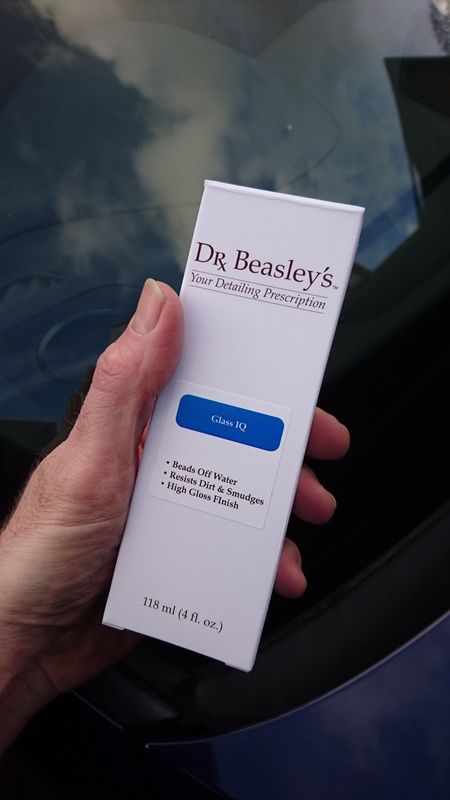 Dr Beasley's™
Your Detailing Prescription
Glass IQ
• Beads Off Water
• Resists Dirt & Smudges
• High Gloss FInish
118 ml (4 fl. oz.)